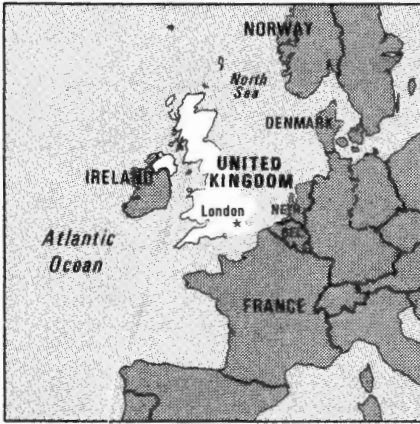 NORWAY
North
Sea
DENMARK
IRELAND
UNITED
KINGDOM
London
NETH.
BEL.
Atlantic
Ocean
FRANCE